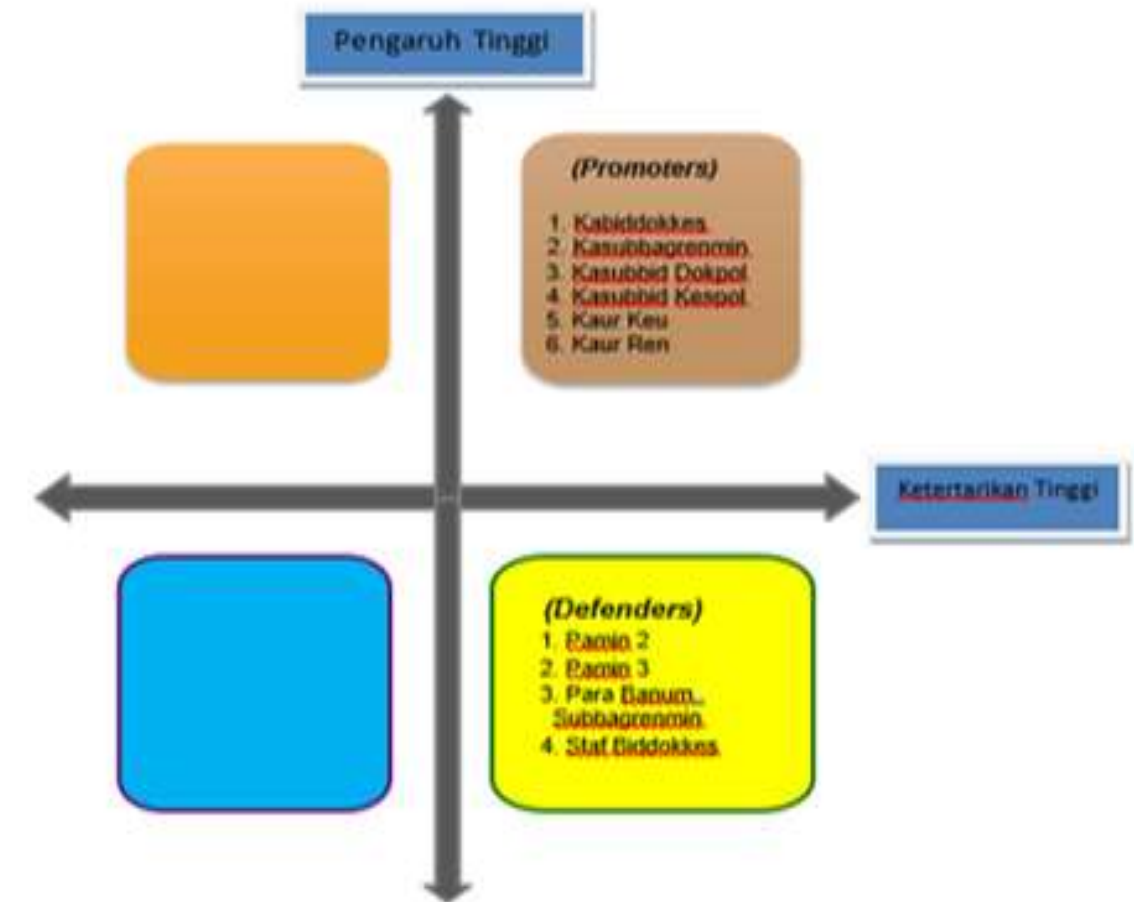 Pengaruh Tinggi
(Promoters)
1. Kabiddokkes
2. Kasubbagrenmin
3. Kasubbid Dokpol
4. Kasubbid Kespol
5. Kaur Keu
6. Kaur Ren
Ketertarikan Tinggi
(Defenders)
1. Pamin 2
2. Pamin 3
3. Para Banum
Subbagrenmin
4. Staf Biddokkes